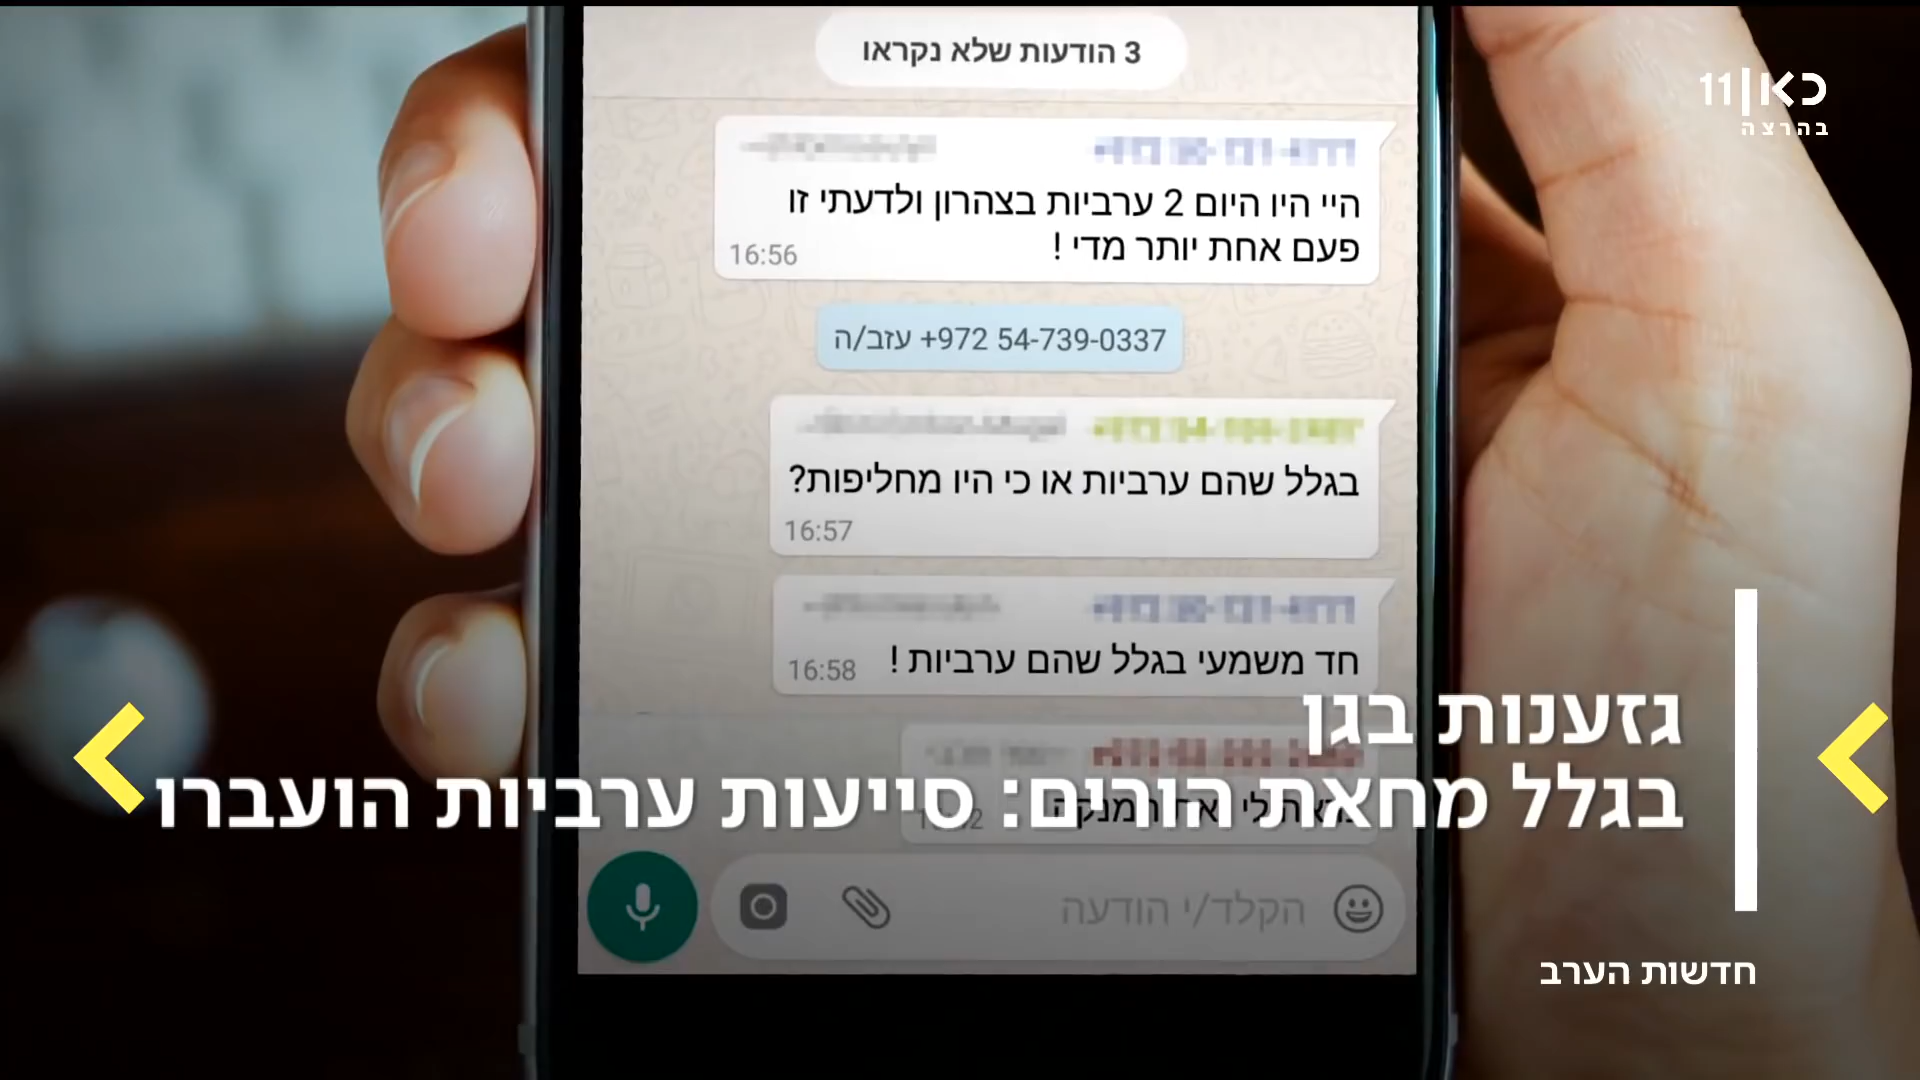 3 הודעות שלא נקראו
כאן|11
בהרצה
היי היו היום 2 ערביות בצהרון ולדעתי זו
פעם אחת יותר מדי !
16:56
+972 54-739-0337 עזב/ה
בגלל שהם ערביות או כי היו מחליפות?
16:57
חד משמעי בגלל שהם ערביות !
16:58
גזענות בגן
בגלל מחאת הורים: סייעות ערביות הועברו
הקלד/י הודעה
חדשות הערב